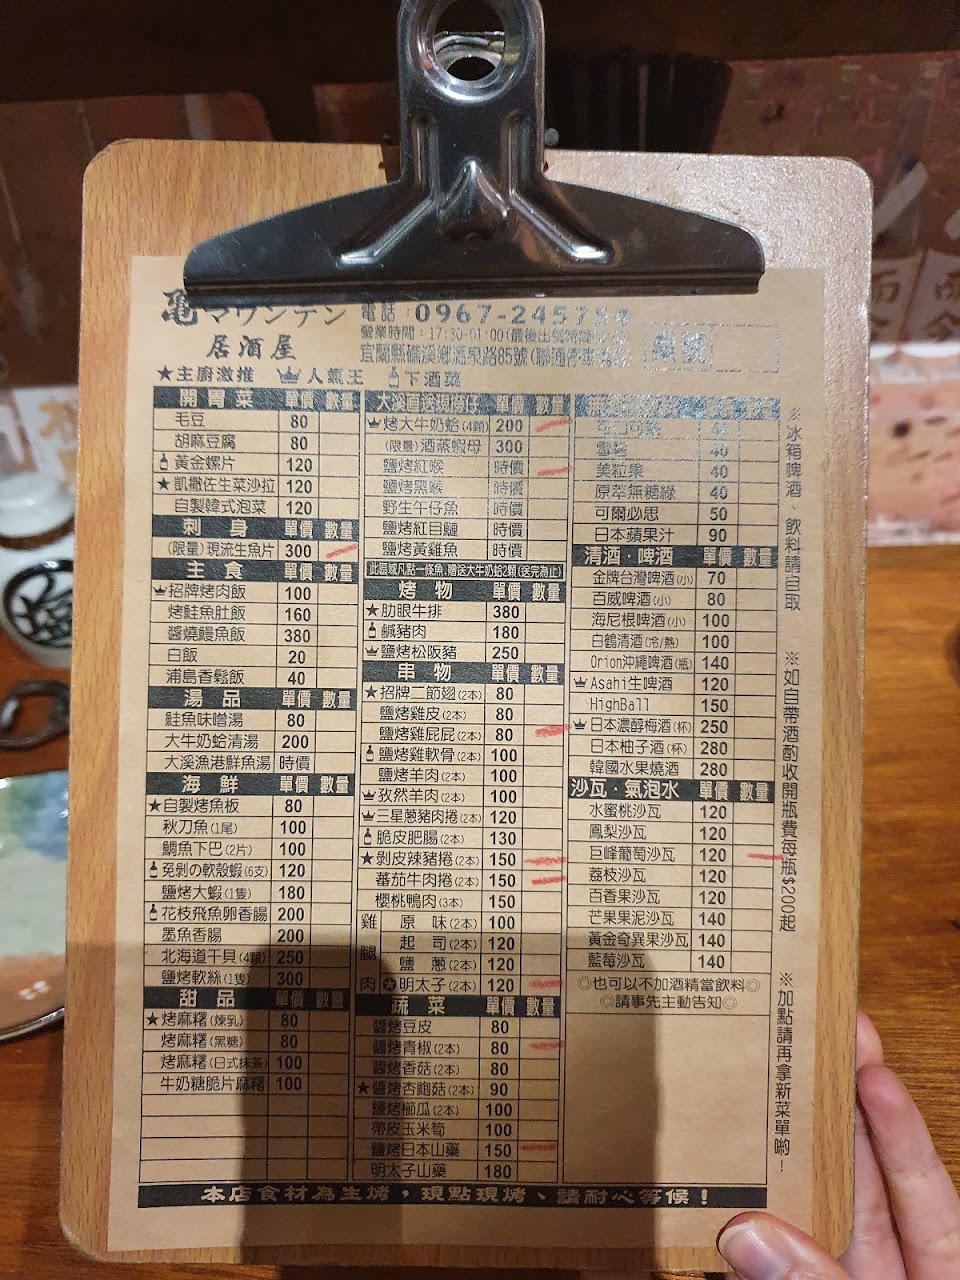 亀マウンテン
居酒屋
電話:0967-2457
營業時間:17:30-01:00(最後出餐時間
宜蘭縣礁溪鄉溫泉路85號
★主廚激推 人氣王 下酒菜
開胃菜 單價 數量
毛豆 80
胡麻豆腐 80
黃金螺片 120
★凱撒佐生菜沙拉 120
自製韓式泡菜 120
刺身 單價 數量
(限量)現流生魚片 300
主食 單價 數量
招牌烤肉飯 100
烤鮭魚肚飯 160
醬燒鰻魚飯 380
白飯 20
浦島香鬆飯 40
湯品 單價 數量
鮭魚味噌湯 80
大牛奶蛤清湯 200
大溪漁港鮮魚湯 時價
海鮮 單價 數量
★自製烤魚板 80
秋刀魚(1尾) 100
鯛魚下巴(2片) 100
免剝の軟殼蝦(6支) 120
鹽烤大蝦(1隻) 180
花枝飛魚卵香腸 200
墨魚香腸 200
北海道干貝(4顆) 250
鹽烤軟絲(1隻) 300
甜品 單價 數量
★烤麻糬(煉乳) 80
烤麻糬(黑糖) 80
烤麻糬(日式抹茶) 100
牛奶糖脆片麻糬 100
大溪直送現撈仔 單價 數量
烤大牛奶蛤(4顆) 200
(限量)酒蒸蝦母 300
鹽烤紅喉 時價
鹽烤黑喉 時價
野生午仔魚 時價
鹽烤紅目鰱 時價
鹽烤黃雞魚 時價
此區域凡點一條魚,贈送大牛奶蛤2顆(送完為止)
烤物 單價 數量
★肋眼牛排 380
鹹豬肉 180
鹽烤松阪豬 250
串物 單價 數量
★招牌二節翅(2本) 80
鹽烤雞皮(2本) 80
鹽烤雞屁屁(2本) 80
鹽烤雞軟骨(2本) 100
鹽烤羊肉(2本) 100
孜然羊肉(2本) 100
三星蔥豬肉捲(2本) 120
脆皮肥腸(2本) 130
★剝皮辣豬捲(2本) 150
蕃茄牛肉捲(2本) 150
櫻桃鴨肉(3本) 150
雞腿肉
原味(2本) 100
起司(2本) 120
鹽蔥(2本) 120
✪明太子(2本) 120
蔬菜 單價 數量
醬烤豆皮 80
醬烤青椒(2本) 80
醬烤香菇(2本) 80
★醬烤杏鮑菇(2本) 90
鹽烤櫛瓜(2本) 100
帶皮玉米筍 100
鹽烤日本山藥 150
明太子山藥 180
可口可樂 40
雪碧 40
美粒果 40
原萃無糖綠 40
可爾必思 50
日本蘋果汁 90
清酒・啤酒 單價 數量
金牌台灣啤酒(小) 70
百威啤酒(小) 80
海尼根啤酒(小) 100
白鶴清酒(冷/熱) 100
Orion沖繩啤酒(瓶) 140
Asahi生啤酒 120
HighBall 150
日本濃醇梅酒(杯) 250
日本柚子酒(杯) 280
韓國水果燒酒 280
沙瓦・氣泡水 單價 數量
水蜜桃沙瓦 120
鳳梨沙瓦 120
巨峰葡萄沙瓦 120
荔枝沙瓦 120
百香果沙瓦 120
芒果果泥沙瓦 140
黃金奇異果沙瓦 140
藍莓沙瓦 140
◎也可以不加酒精當飲料◎
◎請事先主動告知◎
※冰箱啤酒、飲料請自取
※如自帶酒酌收開瓶費每瓶$200起
※加點請再拿新菜單喲!
本店食材為生烤,現點現烤、請耐心等候!